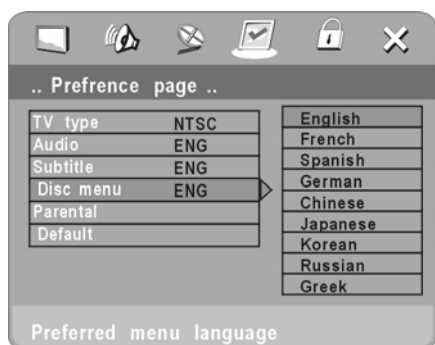 .. Prefrence page ..
TV type NTSC
Audio ENG
Subtitle ENG
Disc menu ENG
Parental
Default
English
French
Spanish
German
Chinese
Japanese
Korean
Russian
Greek
Preferred menu language